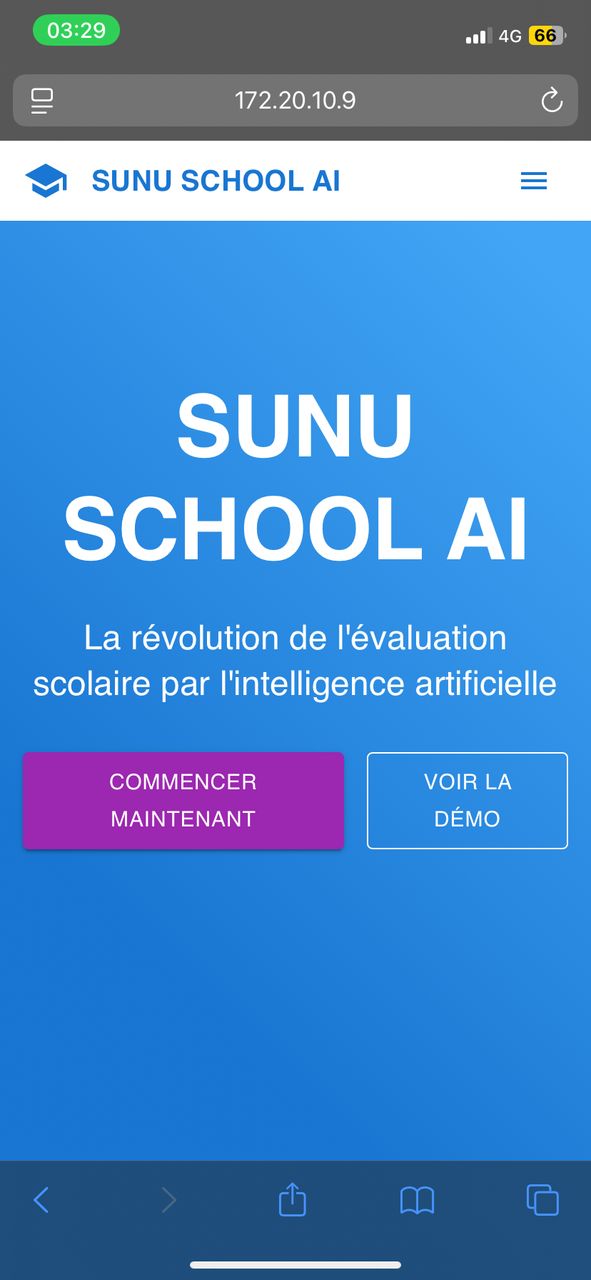 03:29
4G 66
172.20.10.9
SUNU SCHOOL AI
SUNU
SCHOOL AI
La révolution de l'évaluation
scolaire par l'intelligence artificielle
COMMENCER
MAINTENANT
VOIR LA
DÉMO